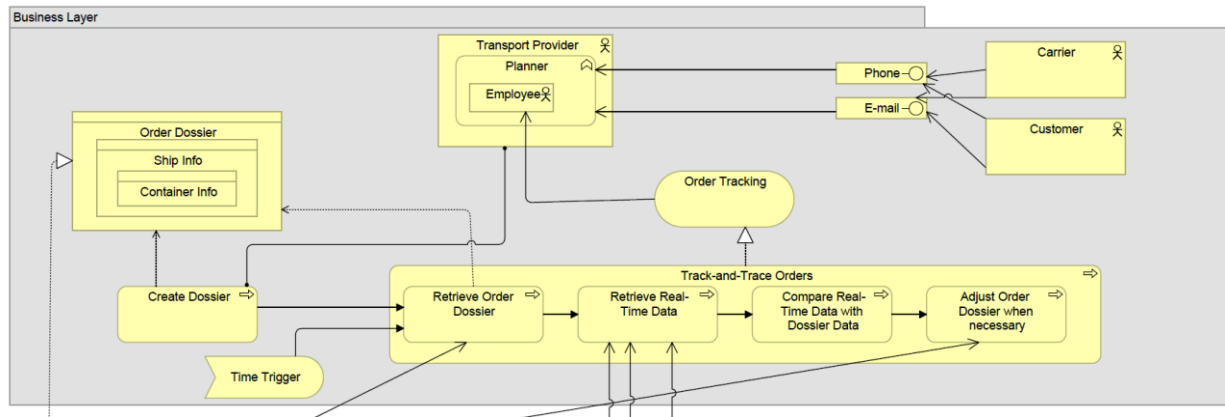 Business Layer
Transport Provider
Planner
Employee
Phone
E-mail
Carrier
Customer
Order Dossier
Ship Info
Container Info
Order Tracking
Track-and-Trace Orders
Create Dossier
Retrieve Order
Dossier
Retrieve Real-
Time Data
Compare Real-
Time Data with
Dossier Data
Adjust Order
Dossier when
necessary
Time Trigger